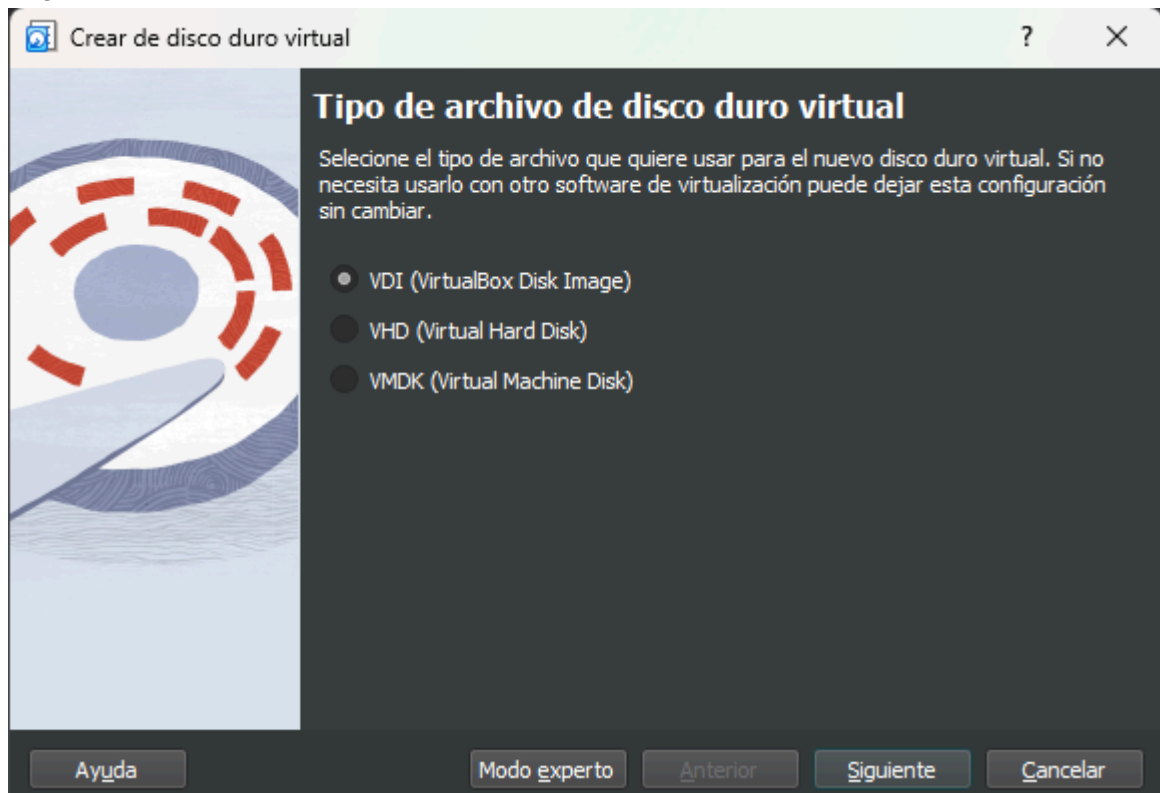 Crear de disco duro virtual
?
Tipo de archivo de disco duro virtual
Selecione el tipo de archivo que quiere usar para el nuevo disco duro virtual. Si no
necesita usarlo con otro software de virtualización puede dejar esta configuración
sin cambiar.
VDI (VirtualBox Disk Image)
VHD (Virtual Hard Disk)
VMDK (Virtual Machine Disk)
Ayuda
Modo experto
Anterior
Siguiente
Cancelar